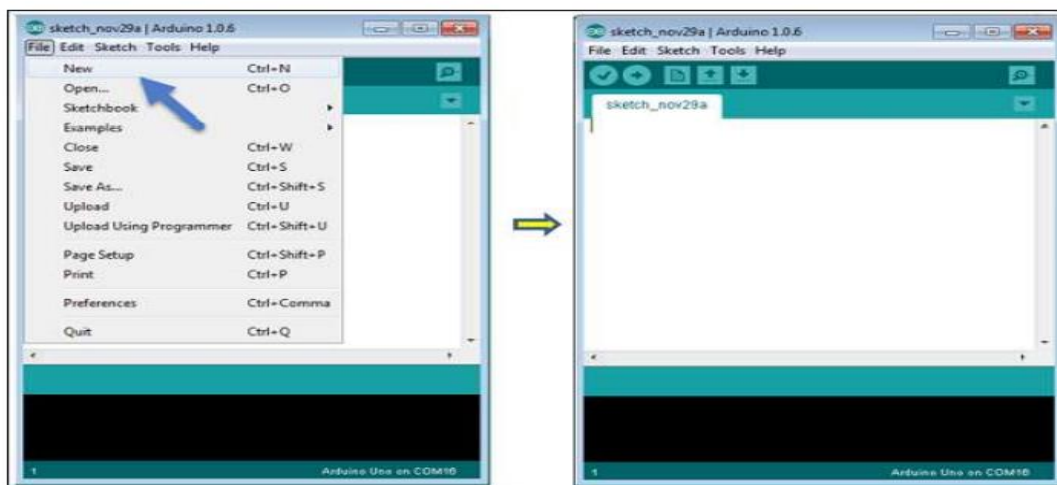 sketch_nov29a | Arduino 1.0.6
File Edit Sketch Tools Help
New Ctrl+N
Open... Ctrl+O
Sketchbook
Examples
Close Ctrl+W
Save Ctrl+S
Save As... Ctrl+Shift+S
Upload Ctrl+U
Upload Using Programmer Ctrl+Shift+U
Page Setup Ctrl+Shift+P
Print Ctrl+P
Preferences Ctrl+Comma
Quit Ctrl+Q
1 Arduino Uno on COM16
sketch_nov29a | Arduino 1.0.6
File Edit Sketch Tools Help
sketch_nov29a
1 Arduino Uno on COM16